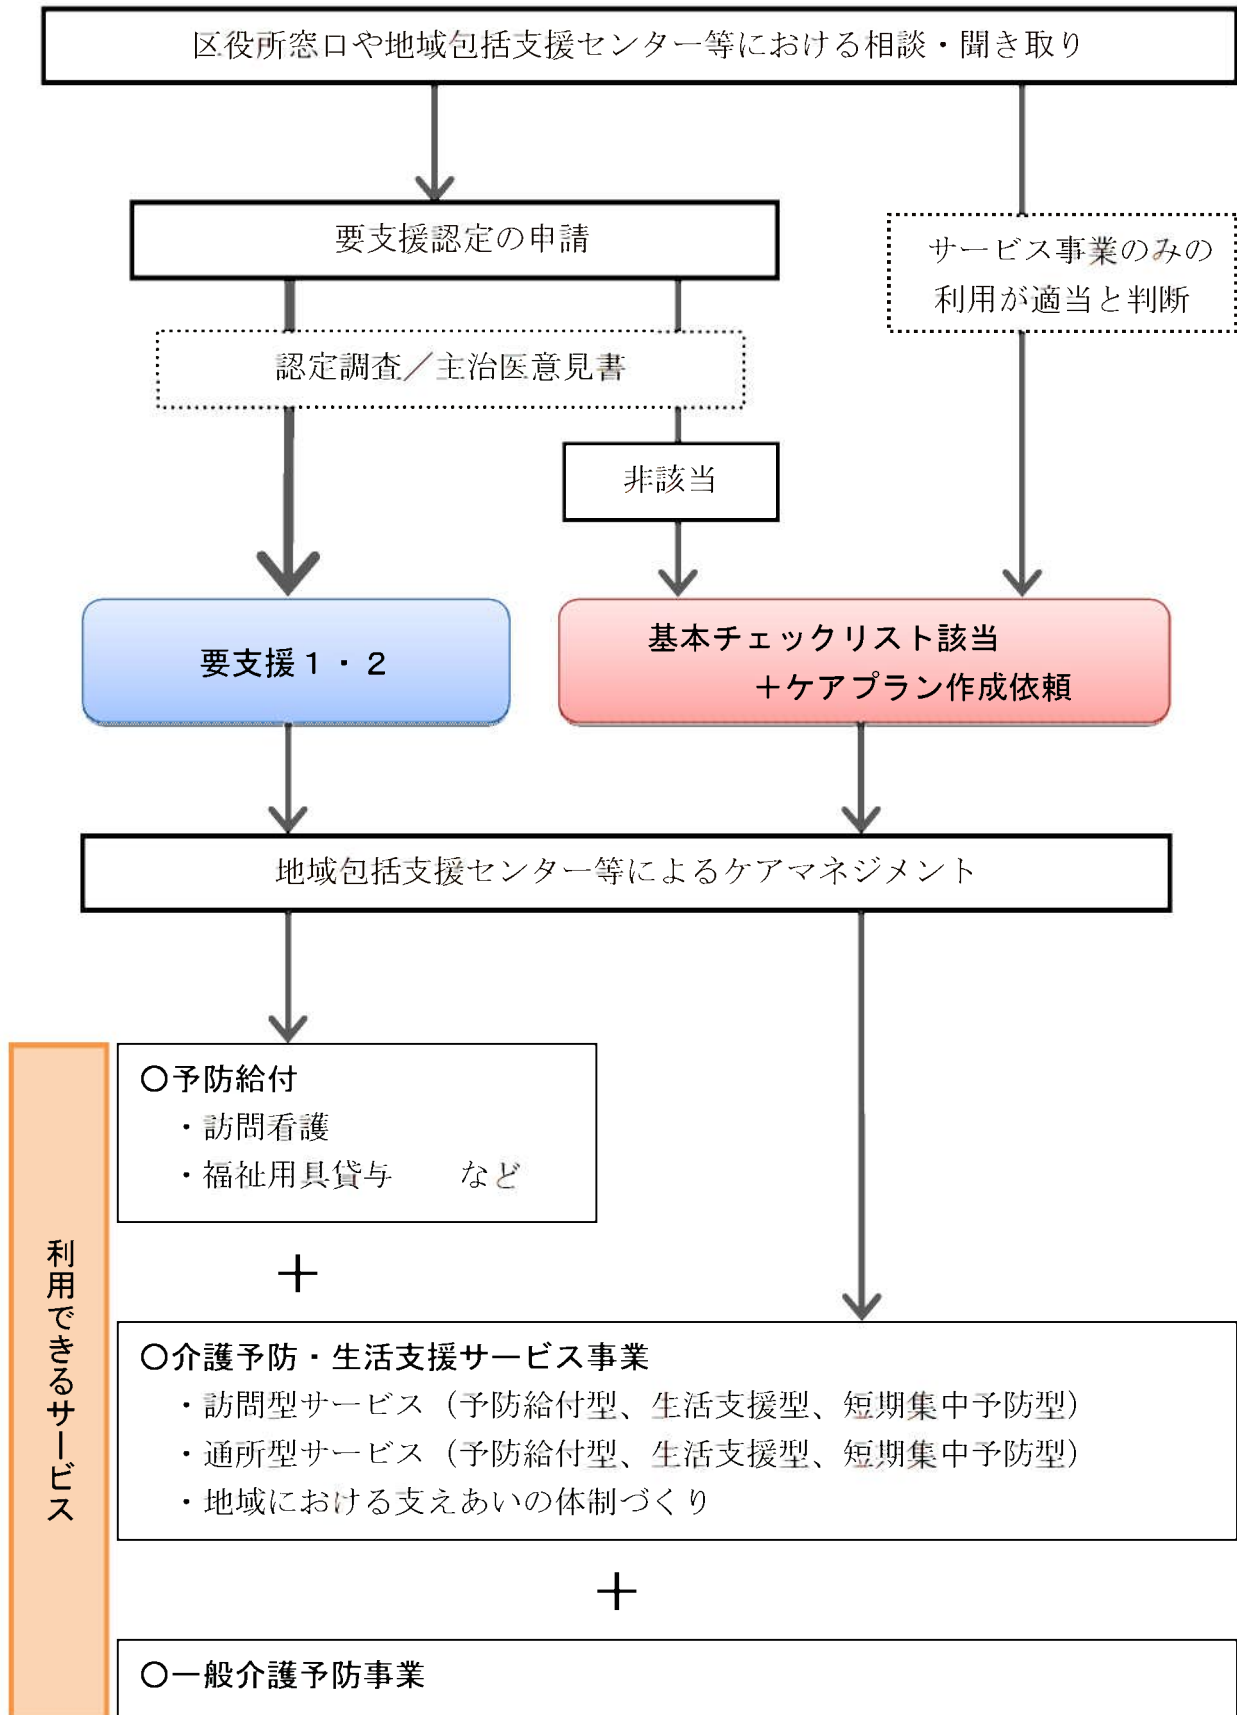 区役所窓口や地域包括支援センター等における相談・聞き取り
要支援認定の申請
サービス事業のみの
利用が適当と判断
認定調査／主治医意見書
非該当
要支援１・２
基本チェックリスト該当
＋ケアプラン作成依頼
地域包括支援センター等によるケアマネジメント
利用できるサービス
○予防給付
・訪問看護
・福祉用具貸与　　など
＋
○介護予防・生活支援サービス事業
・訪問型サービス（予防給付型、生活支援型、短期集中予防型）
・通所型サービス（予防給付型、生活支援型、短期集中予防型）
・地域における支えあいの体制づくり
＋
○一般介護予防事業